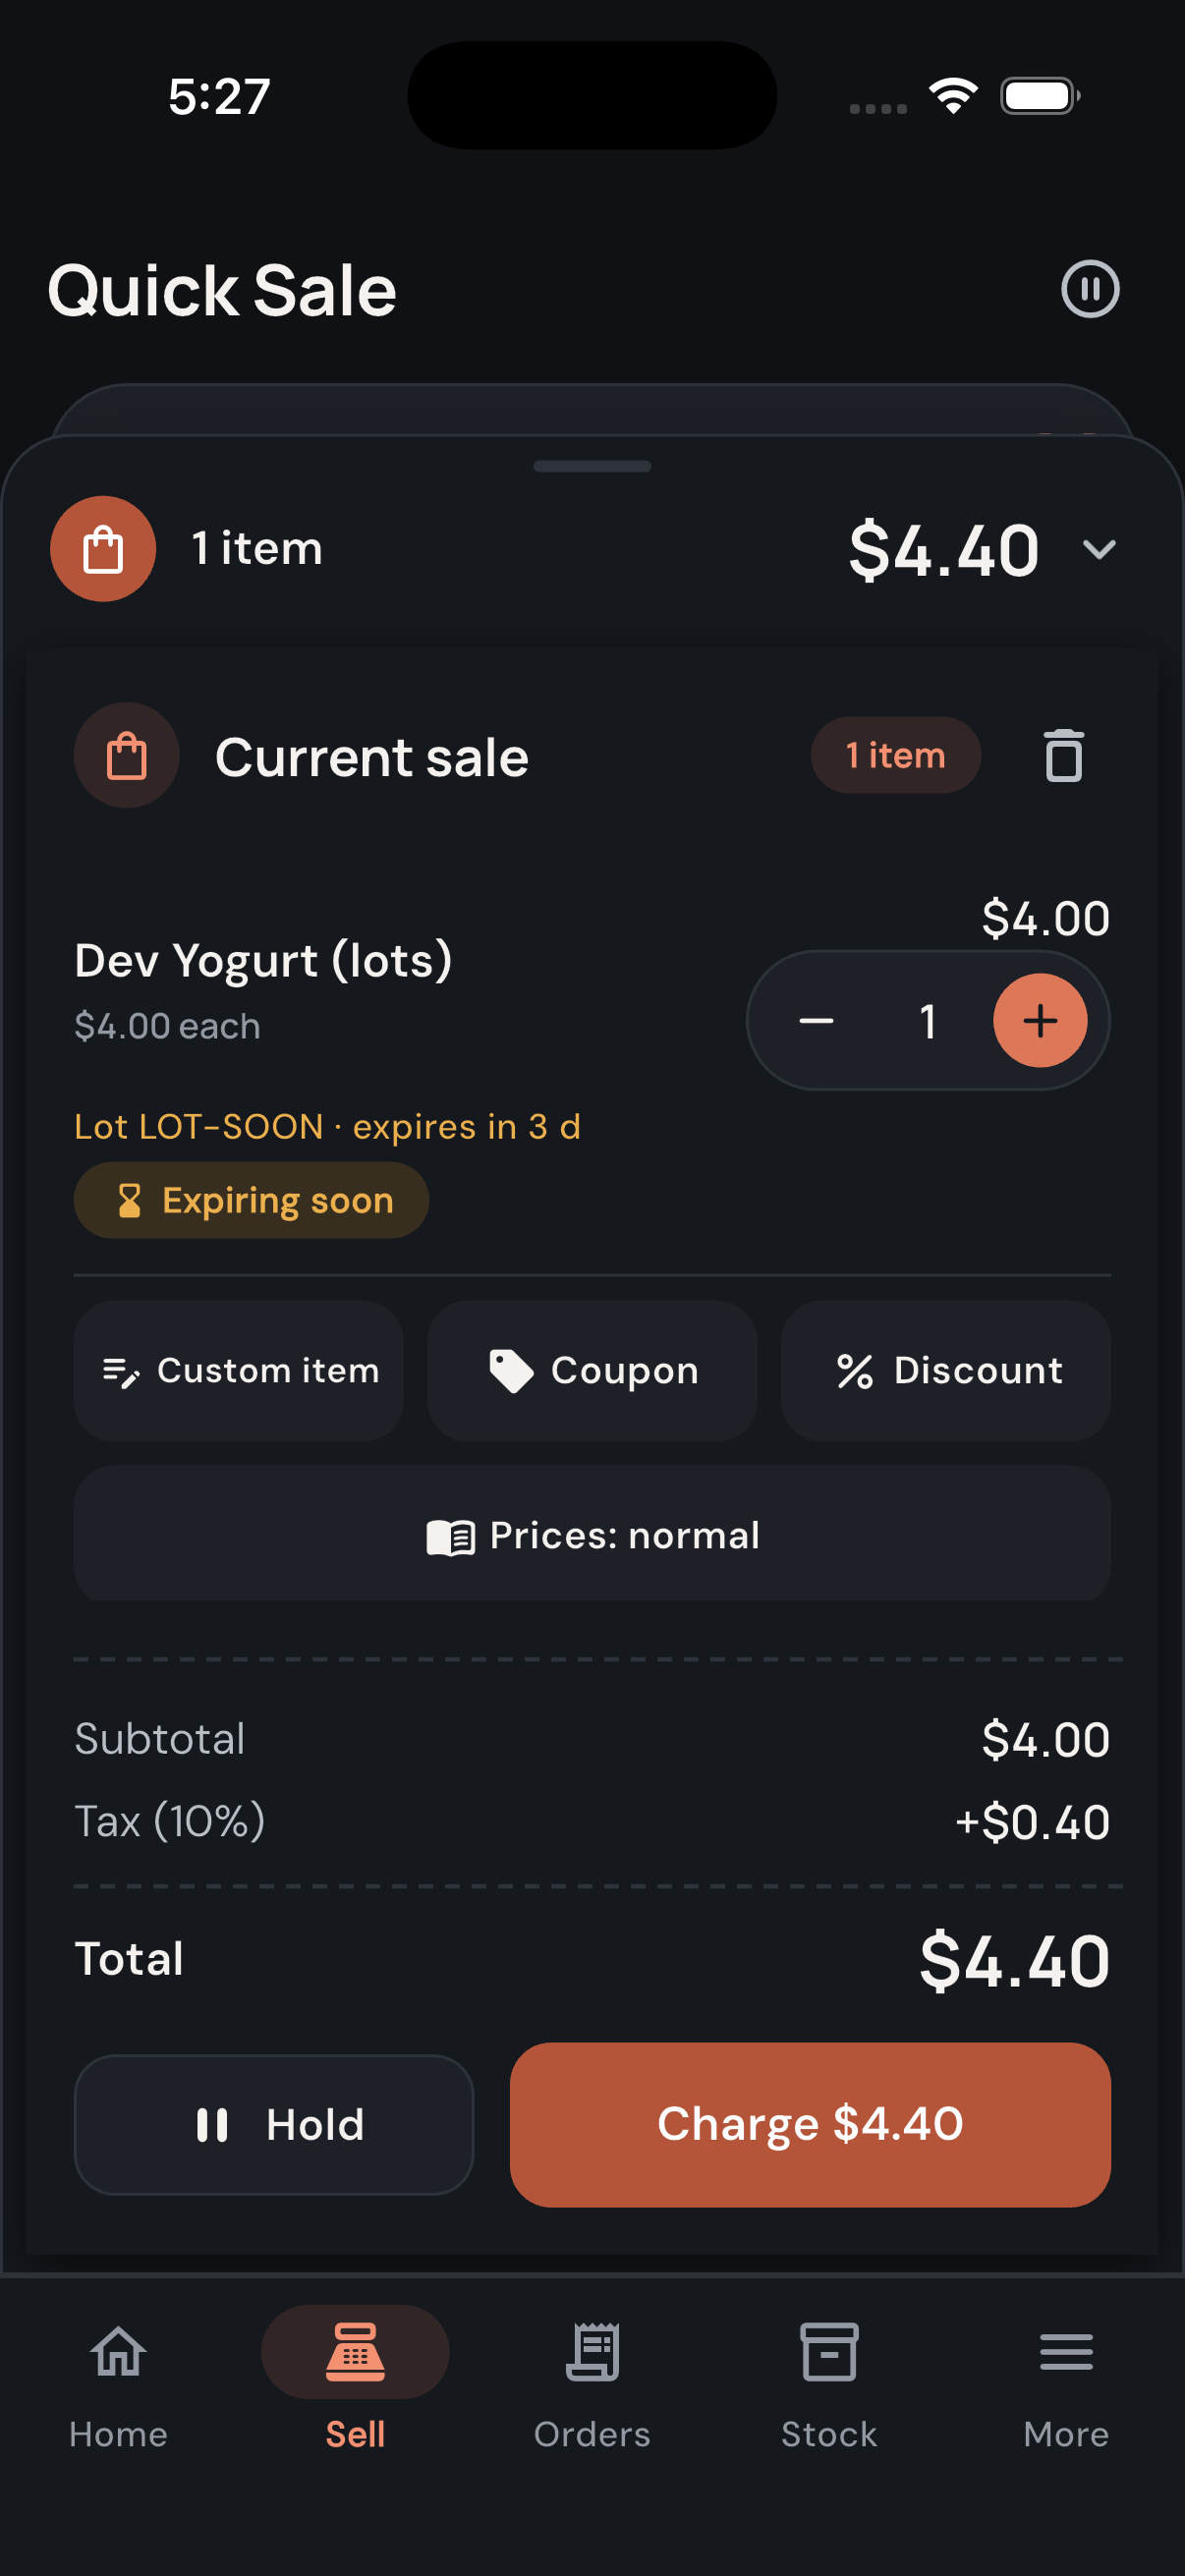 5:27
Quick Sale
1 item
$4.40
Current sale
1 item
$4.00
Dev Yogurt (lots)
$4.00 each
1
Lot LOT-SOON · expires in 3 d
Expiring soon
Custom item
Coupon
Discount
Prices: normal
Subtotal
$4.00
Tax (10%)
+$0.40
Total
$4.40
Hold
Charge $4.40
Home
Sell
Orders
Stock
More